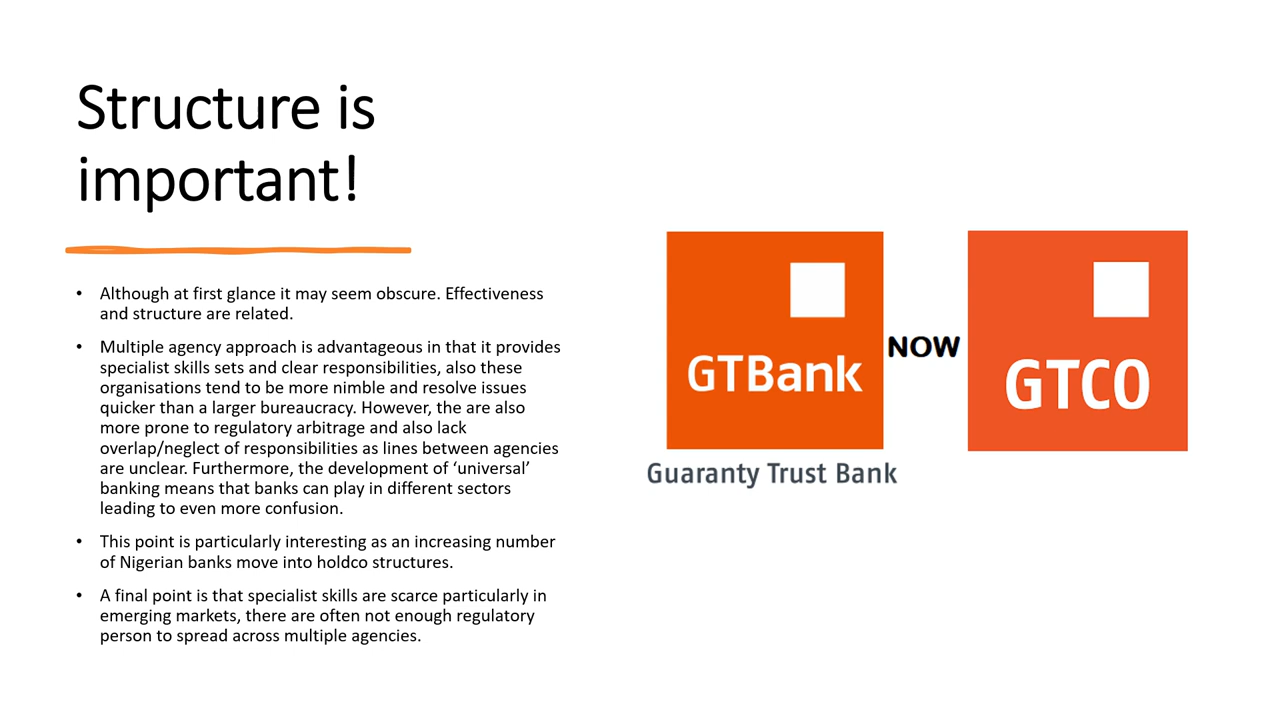 Structure is
important!
• Although at first glance it may seem obscure. Effectiveness
and structure are related.
• Multiple agency approach is advantageous in that it provides
specialist skills sets and clear responsibilities, also these
organisations tend to be more nimble and resolve issues
quicker than a larger bureaucracy. However, the are also
more prone to regulatory arbitrage and also lack
overlap/neglect of responsibilities as lines between agencies
are unclear. Furthermore, the development of ‘universal’
banking means that banks can play in different sectors
leading to even more confusion.
• This point is particularly interesting as an increasing number
of Nigerian banks move into holdco structures.
• A final point is that specialist skills are scarce particularly in
emerging markets, there are often not enough regulatory
person to spread across multiple agencies.
GTBank
Guaranty Trust Bank
NOW
GTCO